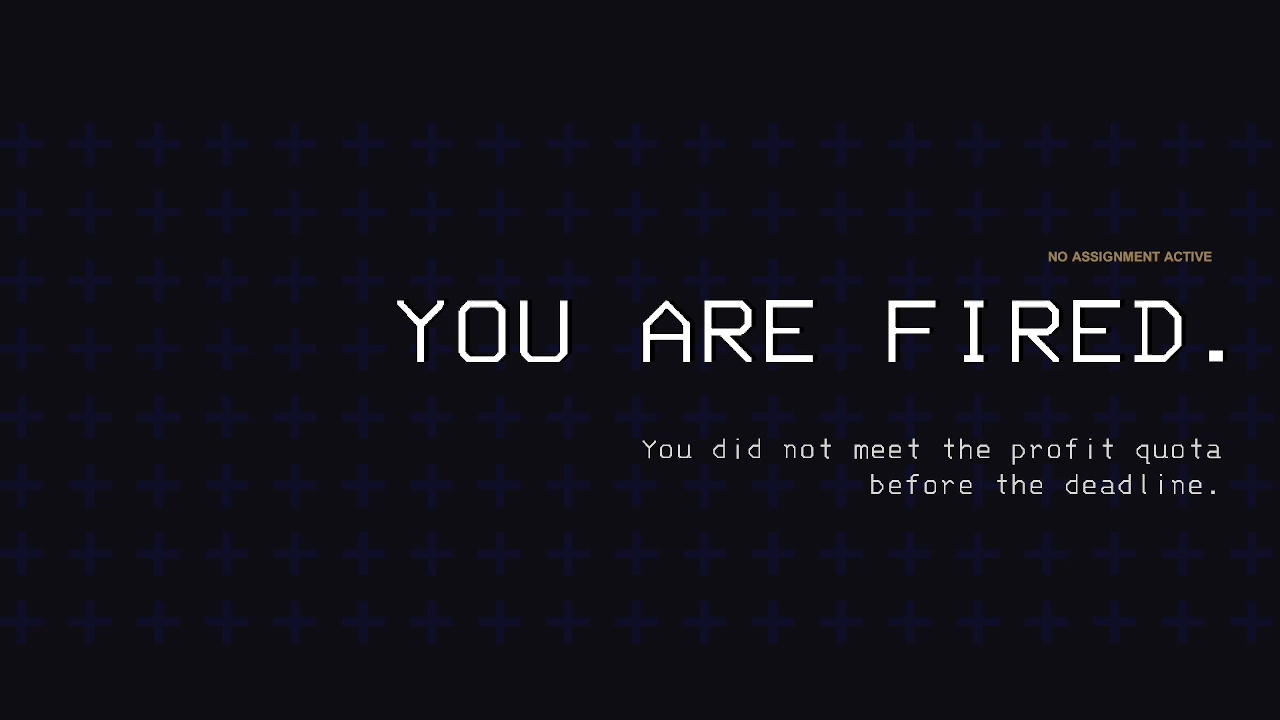 NO ASSIGNMENT ACTIVE
YOU ARE FIRED.
You did not meet the profit quota
before the deadline.